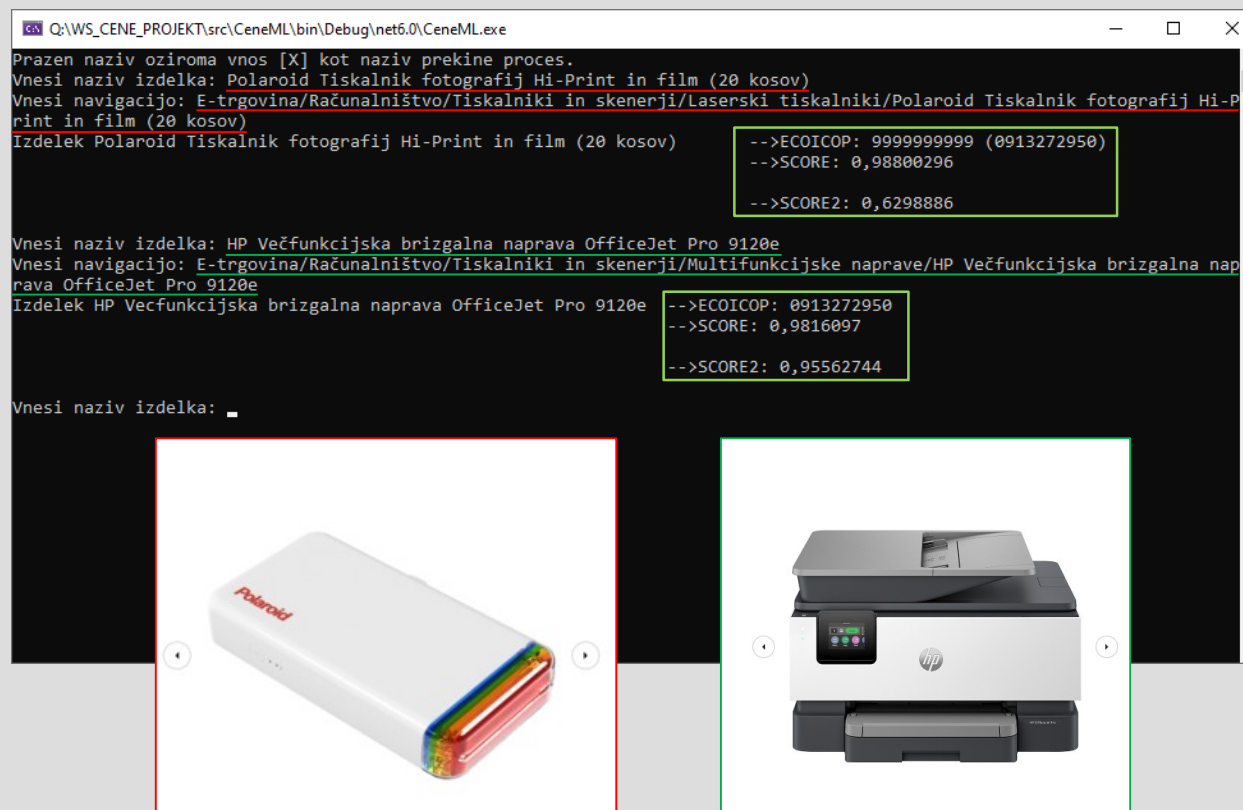 Q:\WS_CENE_PROJEKT\src\CeneML\bin\Debug\net6.0\CeneML.exe
Prazen naziv oziroma vnos [X] kot naziv prekine proces.
Vnesi naziv izdelka: Polaroid Tiskalnik fotografij Hi-Print in film (20 kosov)
Vnesi navigacijo: E-trgovina/Računalništvo/Tiskalniki in skenerji/Laserski tiskalniki/Polaroid Tiskalnik fotografij Hi-P
rint in film (20 kosov)
Izdelek Polaroid Tiskalnik fotografij Hi-Print in film (20 kosov) -->ECOICOP: 9999999999 (0913272950)
-->SCORE: 0,98800296
-->SCORE2: 0,6298886
Vnesi naziv izdelka: HP Večfunkcijska brizgalna naprava OfficeJet Pro 9120e
Vnesi navigacijo: E-trgovina/Računalništvo/Tiskalniki in skenerji/Multifunkcijske naprave/HP Večfunkcijska brizgalna nap
rava OfficeJet Pro 9120e
Izdelek HP Vecfunkcijska brizgalna naprava OfficeJet Pro 9120e -->ECOICOP: 0913272950
-->SCORE: 0,9816097
-->SCORE2: 0,95562744
Vnesi naziv izdelka:
Polaroid
hp